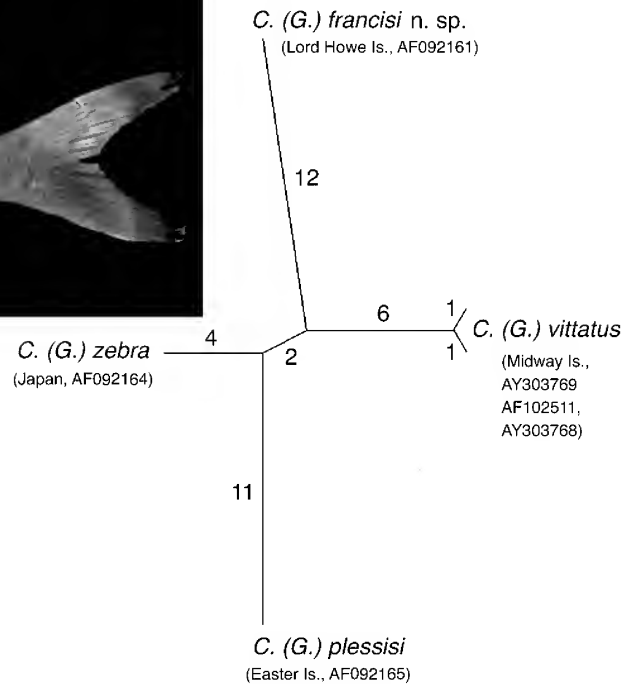 C. (G.) francisi n. sp.
(Lord Howe Is., AF092161)
12
6
1
C. (G.) vittatus
1
(Midway Is.,
AY303769
AF102511,
AY303768)
4
2
C. (G.) zebra
(Japan, AF092164)
11
C. (G.) plessisi
(Easter Is., AF092165)